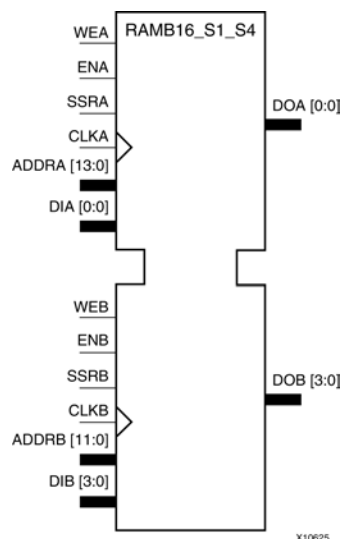 RAMB16_S1_S4
WEA
ENA
SSRA
CLKA
ADDRA [13:0]
DIA [0:0]
DOA [0:0]
WEB
ENB
SSRB
CLKB
ADDRB [11:0]
DIB [3:0]
DOB [3:0]
X10625